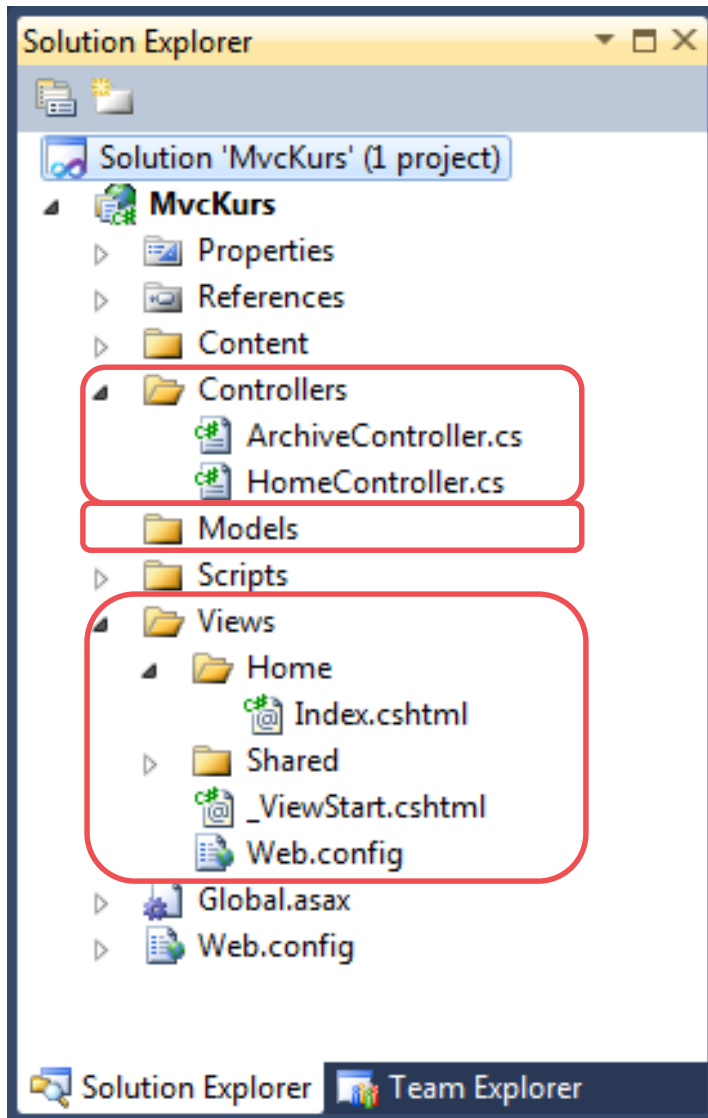 Solution Explorer
Solution 'MvcKurs' (1 project)
MvcKurs
Properties
References
Content
Controllers
ArchiveController.cs
HomeController.cs
Models
Scripts
Views
Home
Index.cshtml
Shared
_ViewStart.cshtml
Web.config
Global.asax
Web.config
Solution Explorer Team Explorer